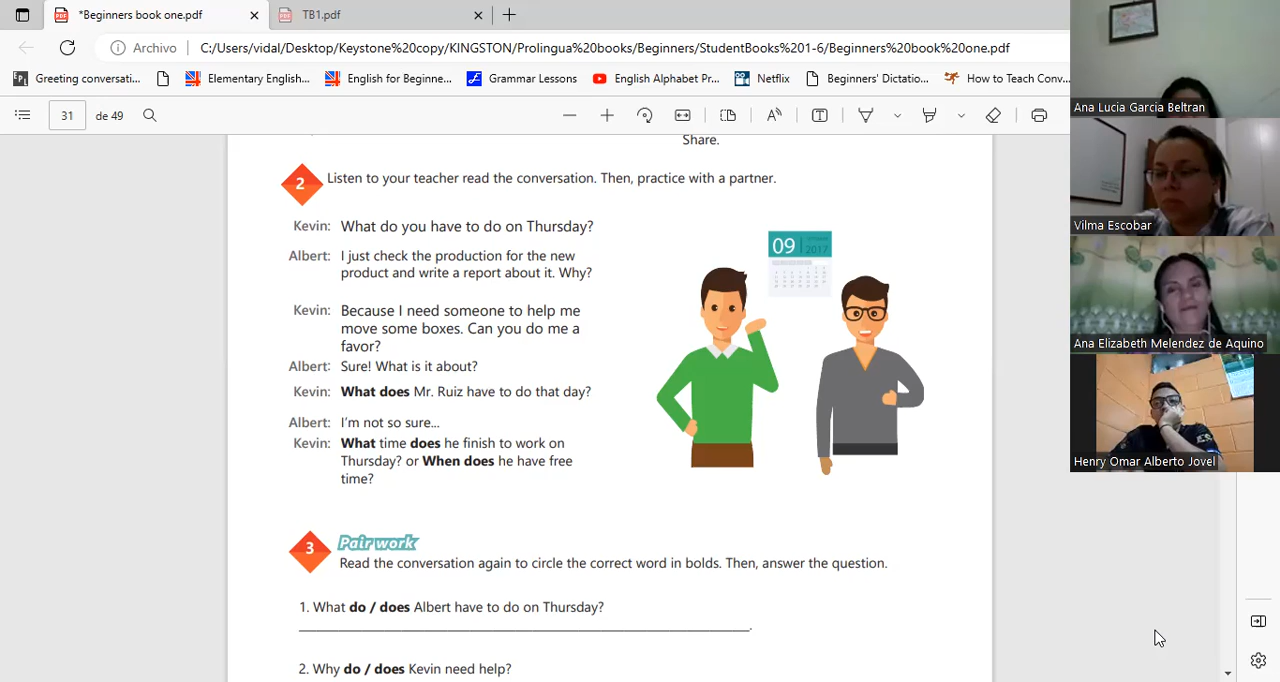 *Beginners book one.pdf
TB1.pdf
Archivo
C:/Users/vidal/Desktop/Keystone%20copy/KINGSTON/Prolingua%20books/Beginners/StudentBooks%201-6/Beginners%20book%20one.pdf
Greeting conversati...
Elementary English...
English for Beginne...
Grammar Lessons
English Alphabet Pr...
Netflix
Beginners' Dictatio...
How to Teach Conv...
31
de 49
Share.
2
Listen to your teacher read the conversation. Then, practice with a partner.
Kevin: What do you have to do on Thursday?
Albert: I just check the production for the new
product and write a report about it. Why?
Kevin: Because I need someone to help me
move some boxes. Can you do me a
favor?
Albert: Sure! What is it about?
Kevin: What does Mr. Ruiz have to do that day?
Albert: I'm not so sure...
Kevin: What time does he finish to work on
Thursday? or When does he have free
time?
09
2017
3
Pair work
Read the conversation again to circle the correct word in bolds. Then, answer the question.
1. What do / does Albert have to do on Thursday?
2. Why do / does Kevin need help?
Ana Lucia Garcia Beltran
Vilma Escobar
Ana Elizabeth Melendez de Aquino
Henry Omar Alberto Jovel